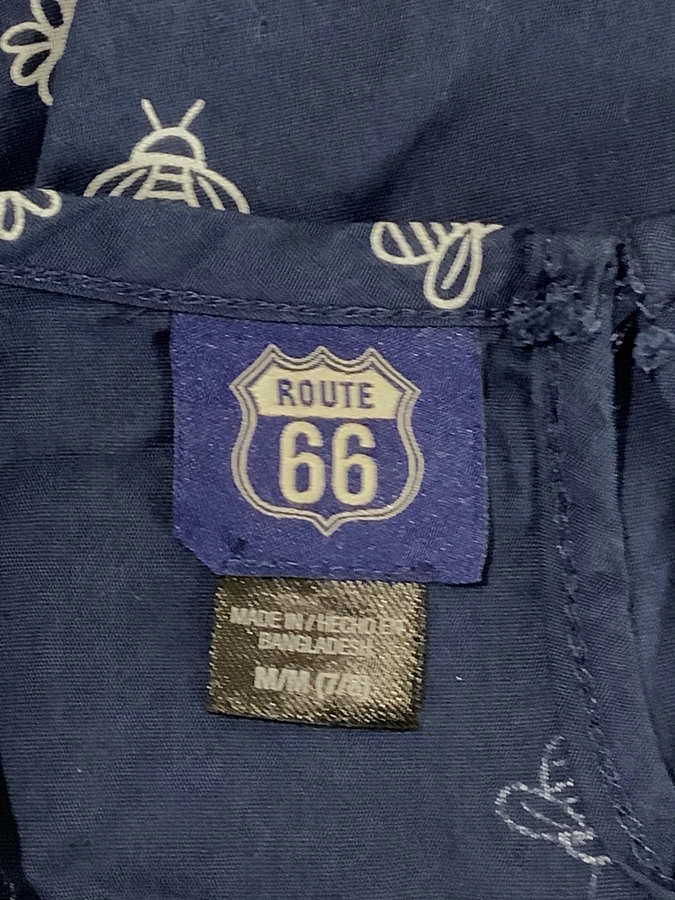 ROUTE
66
MADE IN / HECHO EN
BANGLADESH
M/M (7/8)